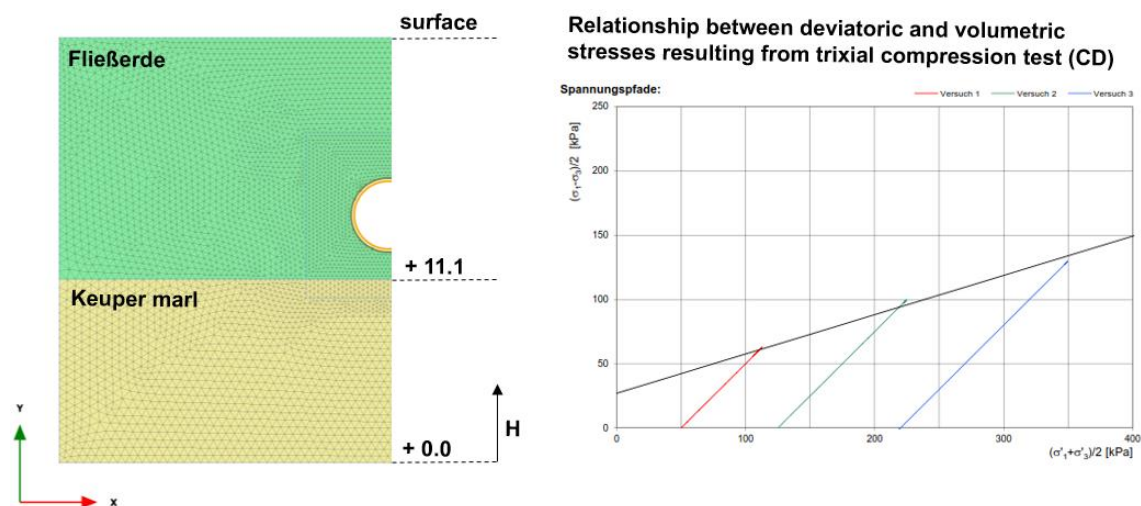 surface
Fließerde
+ 11.1
Keuper marl
H
+ 0.0
Y
X
Relationship between deviatoric and volumetric
stresses resulting from trixial compression test (CD)
Spannungspfade:
Versuch 1 Versuch 2 Versuch 3
250
200
150
100
50
0
(σ₁-σ₃)/2 [kPa]
0 100 200 300 400
(σ'₁+σ'₃)/2 [kPa]